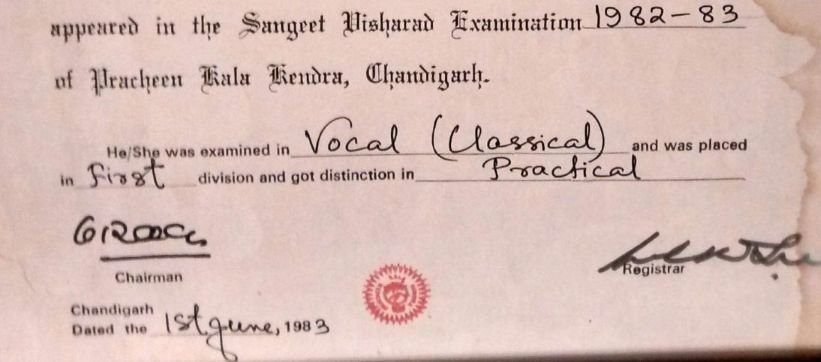 appeared in the Sangeet Visharad Examination 1982-83
of Pracheen Kala Kendra, Chandigarh.
He/She was examined in Vocal (Classical) and was placed
in First division and got distinction in Practical
Chairman
Registrar
Chandigarh
Dated the 1st June, 1983